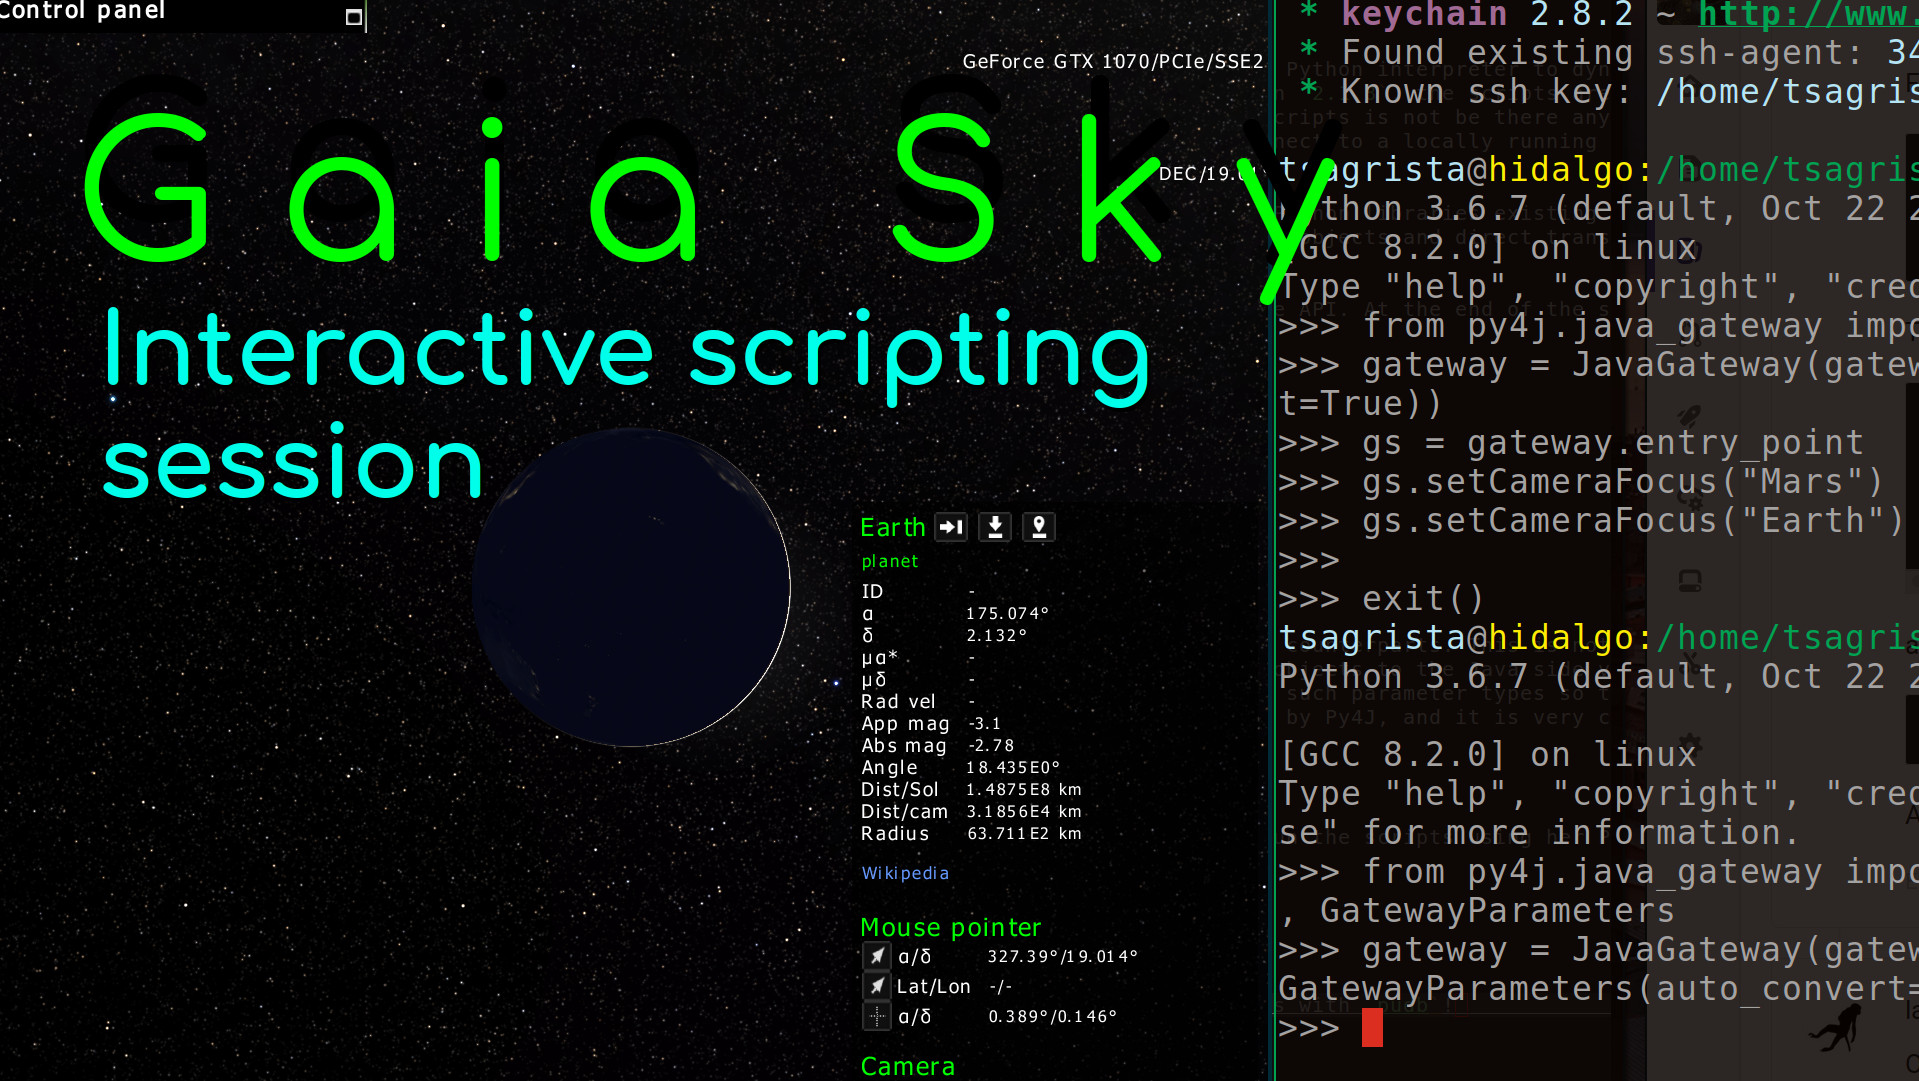 Control panel
GeForce GTX 1070/PCIe/SSE2
Gaia Sky
DEC/19.0
Interactive scripting
session
Earth
planet
ID -
α 175.074°
δ 2.132°
μα* -
μδ -
Rad vel -
App mag -3.1
Abs mag -2.78
Angle 18.435E0°
Dist/Sol 1.4875E8 km
Dist/cam 3.1856E4 km
Radius 63.711E2 km
Wikipedia
Mouse pointer
α/δ 327.39°/19.014°
Lat/Lon -/-
α/δ 0.389°/0.146°
Camera
* keychain 2.8.2 ~ http://www.
* Found existing ssh-agent: 34
* Known ssh key: /home/tsagris
tsagrista@hidalgo:/home/tsagris
Python 3.6.7 (default, Oct 22 2
[GCC 8.2.0] on linux
Type "help", "copyright", "cred
>>> from py4j.java_gateway impo
>>> gateway = JavaGateway(gatew
t=True))
>>> gs = gateway.entry_point
>>> gs.setCameraFocus("Mars")
>>> gs.setCameraFocus("Earth")
>>>
>>> exit()
tsagrista@hidalgo:/home/tsagris
Python 3.6.7 (default, Oct 22 2
[GCC 8.2.0] on linux
Type "help", "copyright", "cred
se" for more information.
>>> from py4j.java_gateway impo
, GatewayParameters
>>> gateway = JavaGateway(gatew
GatewayParameters(auto_convert=
>>>